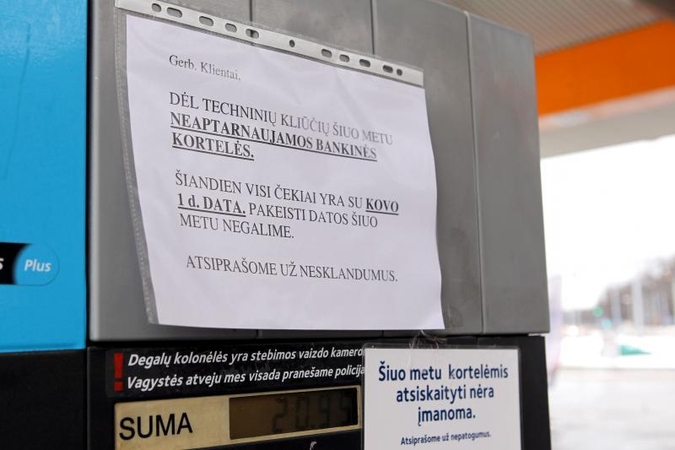 Gerb. Klientai,
DĖL TECHNINIŲ KLIŪČIŲ ŠIUO METU
NEAPTARNAUJAMOS BANKINĖS
KORTELĖS.
ŠIANDIEN VISI ČEKIAI YRA SU KOVO
1 d. DATA. PAKEISTI DATOS ŠIUO
METU NEGALIME.
ATSIPRAŠOME UŽ NESKLANDUMUS.
Plus
Degalų kolonėlės yra stebimos vaizdo kamero
Vagystės atveju mes visada pranešame policija
SUMA
Šiuo metu kortelėmis
atsiskaityti nėra
įmanoma.
Atsiprašome už nepatogumus.